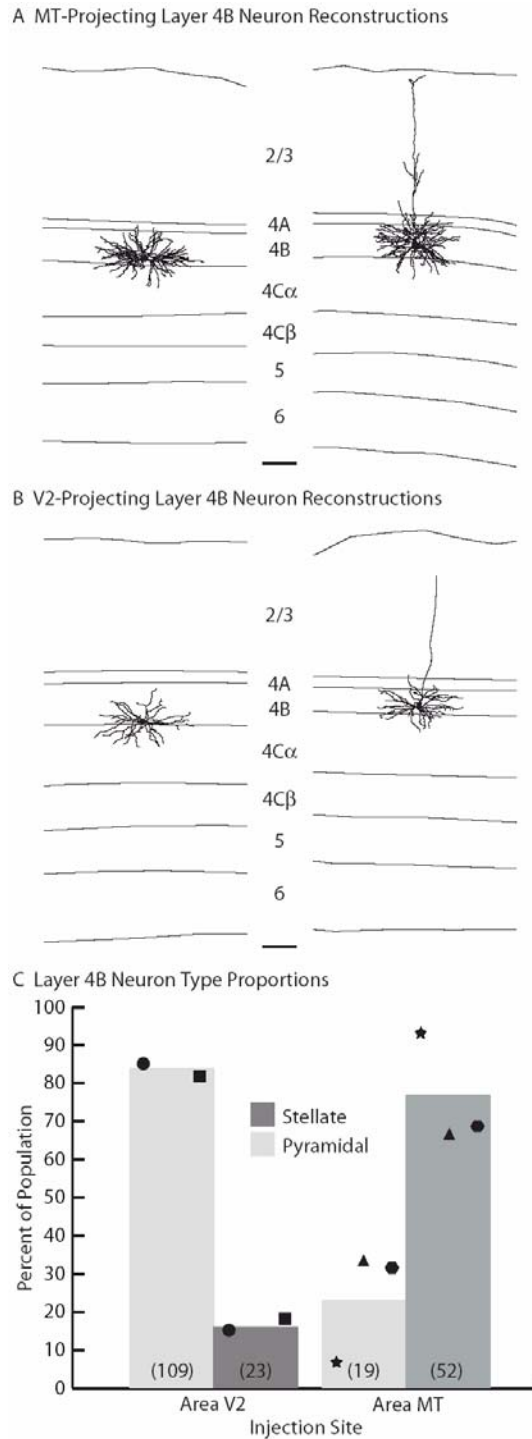 A MT-Projecting Layer 4B Neuron Reconstructions
2/3
4A
4B
4Cα
4Cβ
5
6
B V2-Projecting Layer 4B Neuron Reconstructions
2/3
4A
4B
4Cα
4Cβ
5
6
C Layer 4B Neuron Type Proportions
100
90
80
70
60
50
40
30
20
10
0
Percent of Population
Stellate
Pyramidal
(109) (23) (19) (52)
Area V2 Area MT
Injection Site